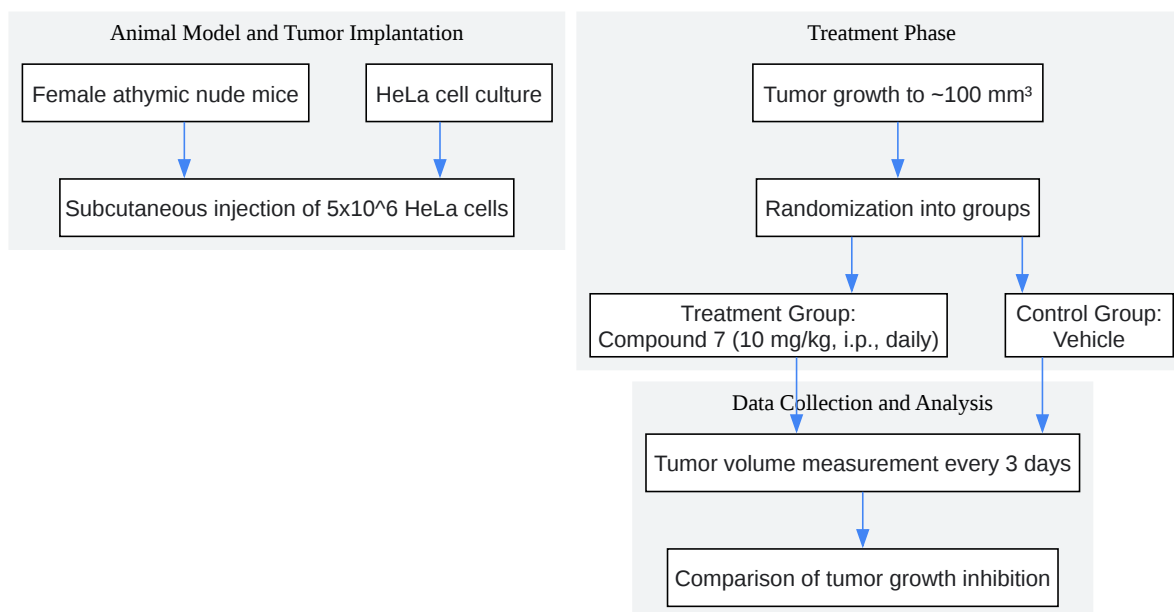 Animal Model and Tumor Implantation
Female athymic nude mice
HeLa cell culture
Subcutaneous injection of 5x10^6 HeLa cells
Treatment Phase
Tumor growth to ~100 mm³
Randomization into groups
Treatment Group:
Compound 7 (10 mg/kg, i.p., daily)
Control Group:
Vehicle
Data Collection and Analysis
Tumor volume measurement every 3 days
Comparison of tumor growth inhibition